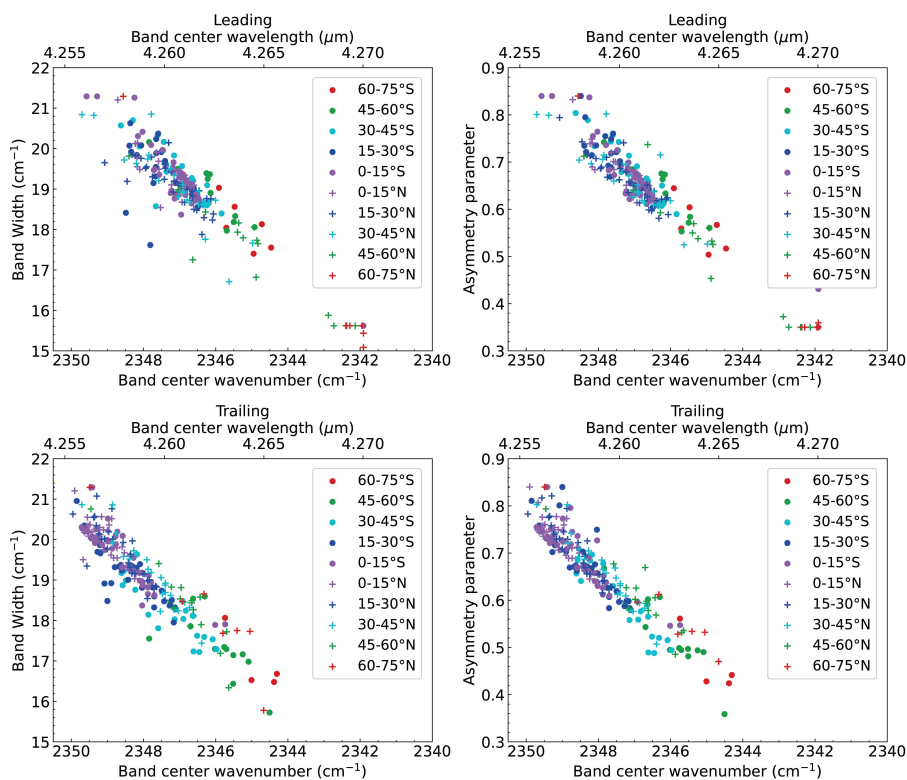 Leading
Band center wavelength (μm)
4.255 4.260 4.265 4.270
Band Width (cm⁻¹)
22
21
20
19
18
17
16
15
2350 2348 2346 2344 2342 2340
Band center wavenumber (cm⁻¹)
60-75°S
45-60°S
30-45°S
15-30°S
0-15°S
0-15°N
15-30°N
30-45°N
45-60°N
60-75°N
Leading
Band center wavelength (μm)
4.255 4.260 4.265 4.270
Asymmetry parameter
0.9
0.8
0.7
0.6
0.5
0.4
0.3
2350 2348 2346 2344 2342 2340
Band center wavenumber (cm⁻¹)
60-75°S
45-60°S
30-45°S
15-30°S
0-15°S
0-15°N
15-30°N
30-45°N
45-60°N
60-75°N
Trailing
Band center wavelength (μm)
4.255 4.260 4.265 4.270
Band Width (cm⁻¹)
22
21
20
19
18
17
16
15
2350 2348 2346 2344 2342 2340
Band center wavenumber (cm⁻¹)
60-75°S
45-60°S
30-45°S
15-30°S
0-15°S
0-15°N
15-30°N
30-45°N
45-60°N
60-75°N
Trailing
Band center wavelength (μm)
4.255 4.260 4.265 4.270
Asymmetry parameter
0.9
0.8
0.7
0.6
0.5
0.4
0.3
2350 2348 2346 2344 2342 2340
Band center wavenumber (cm⁻¹)
60-75°S
45-60°S
30-45°S
15-30°S
0-15°S
0-15°N
15-30°N
30-45°N
45-60°N
60-75°N